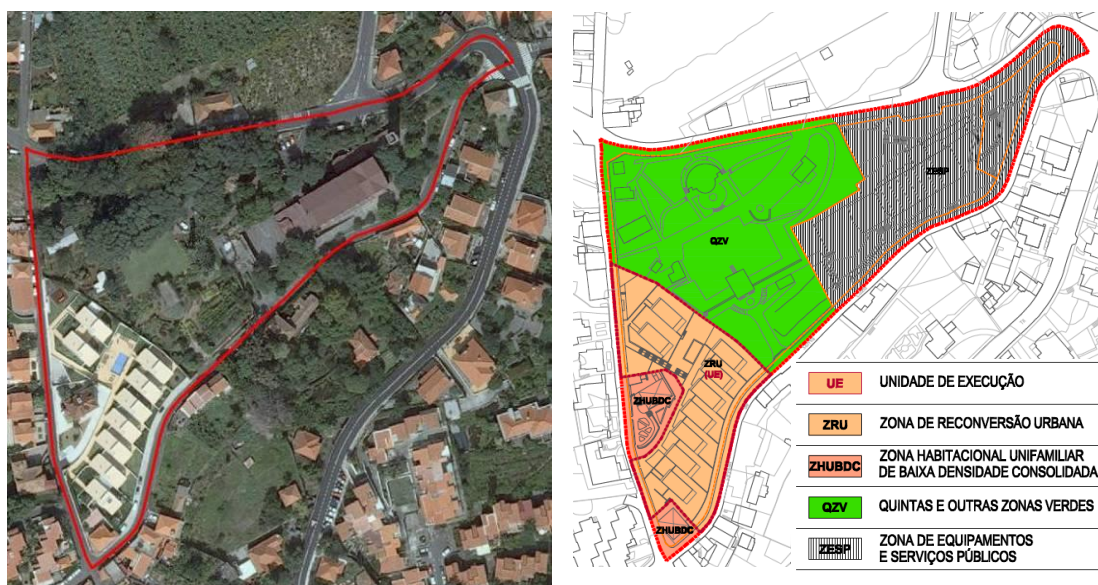 ZESP
QZV
ZRU
(UE)
ZHUBDC
ZHUBDC
UE UNIDADE DE EXECUÇÃO
ZRU ZONA DE RECONVERSÃO URBANA
ZHUBDC ZONA HABITACIONAL UNIFAMILIAR
DE BAIXA DENSIDADE CONSOLIDADA
QZV QUINTAS E OUTRAS ZONAS VERDES
ZESP ZONA DE EQUIPAMENTOS
E SERVIÇOS PÚBLICOS